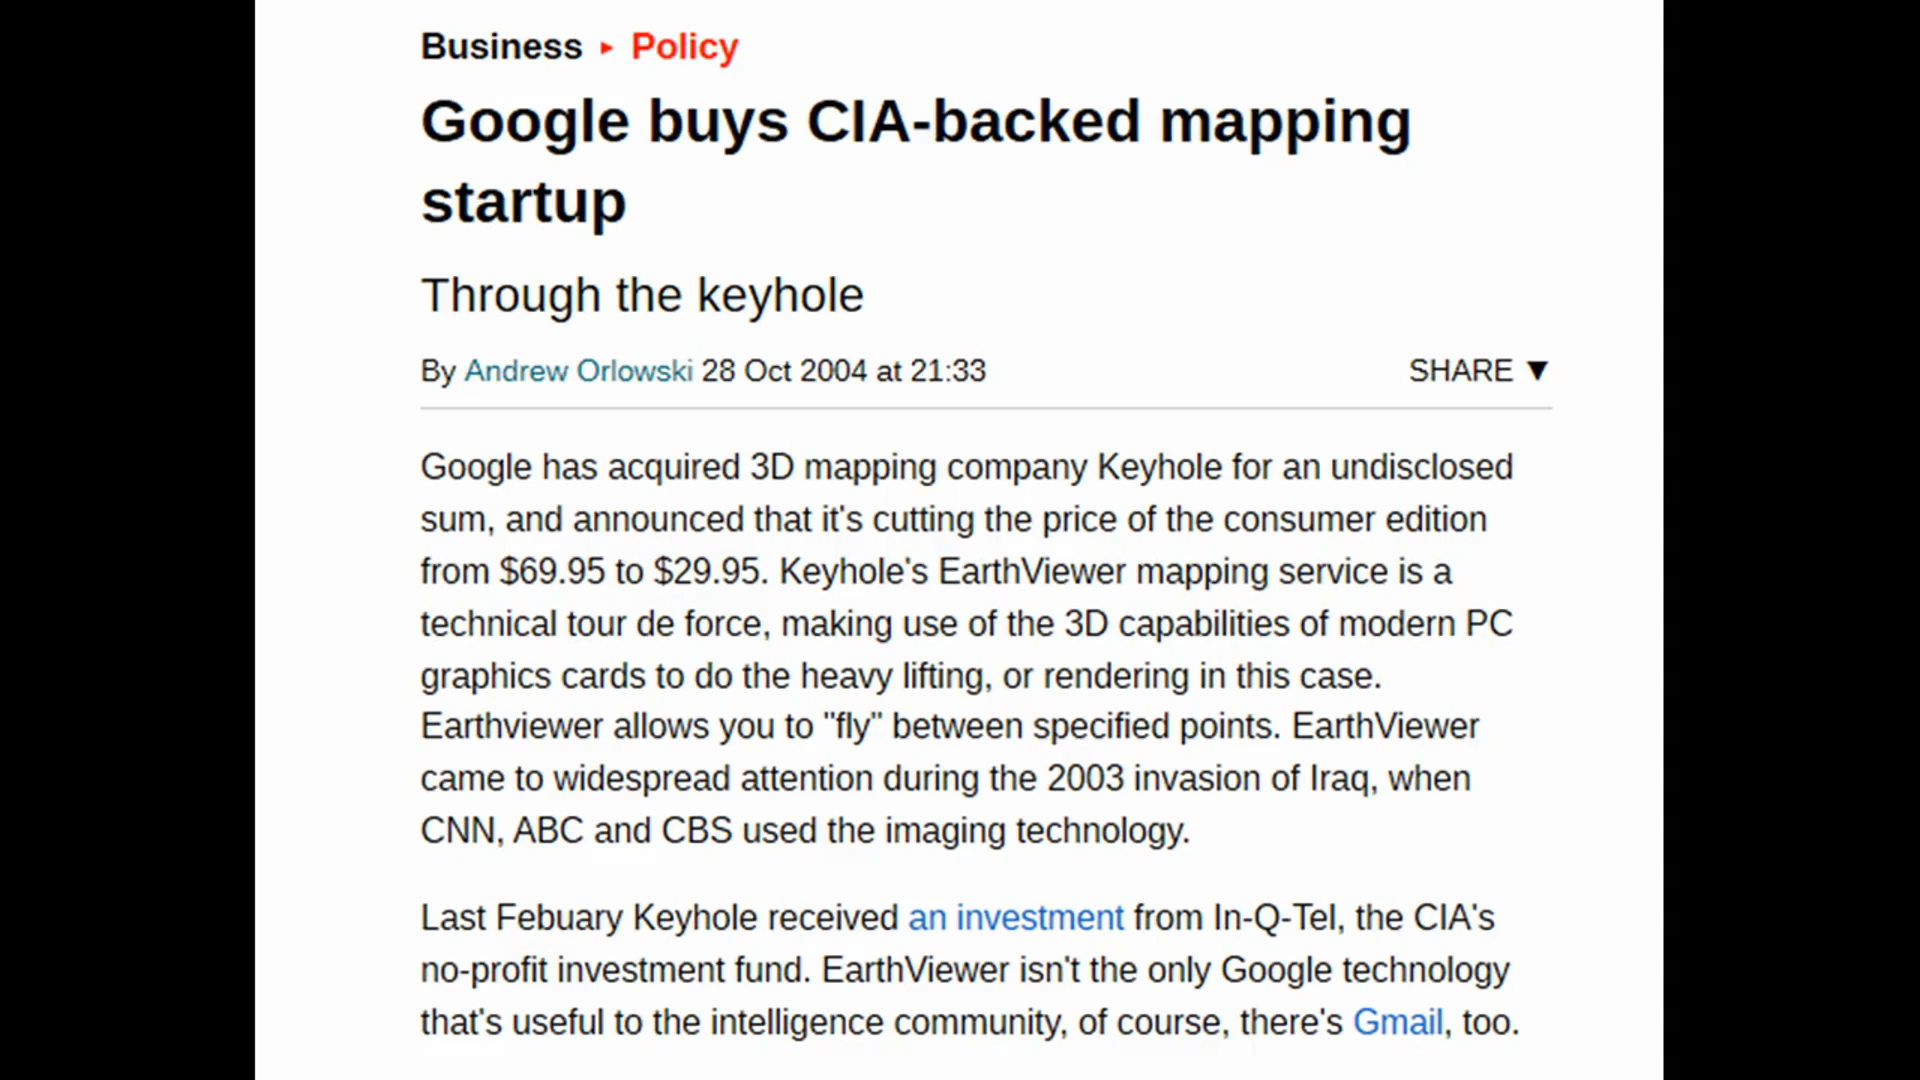 Business ▸ Policy
Google buys CIA-backed mapping
startup
Through the keyhole
By Andrew Orlowski 28 Oct 2004 at 21:33
SHARE ▼
Google has acquired 3D mapping company Keyhole for an undisclosed
sum, and announced that it's cutting the price of the consumer edition
from $69.95 to $29.95. Keyhole's EarthViewer mapping service is a
technical tour de force, making use of the 3D capabilities of modern PC
graphics cards to do the heavy lifting, or rendering in this case.
Earthviewer allows you to "fly" between specified points. EarthViewer
came to widespread attention during the 2003 invasion of Iraq, when
CNN, ABC and CBS used the imaging technology.
Last Febuary Keyhole received an investment from In-Q-Tel, the CIA's
no-profit investment fund. EarthViewer isn't the only Google technology
that's useful to the intelligence community, of course, there's Gmail, too.